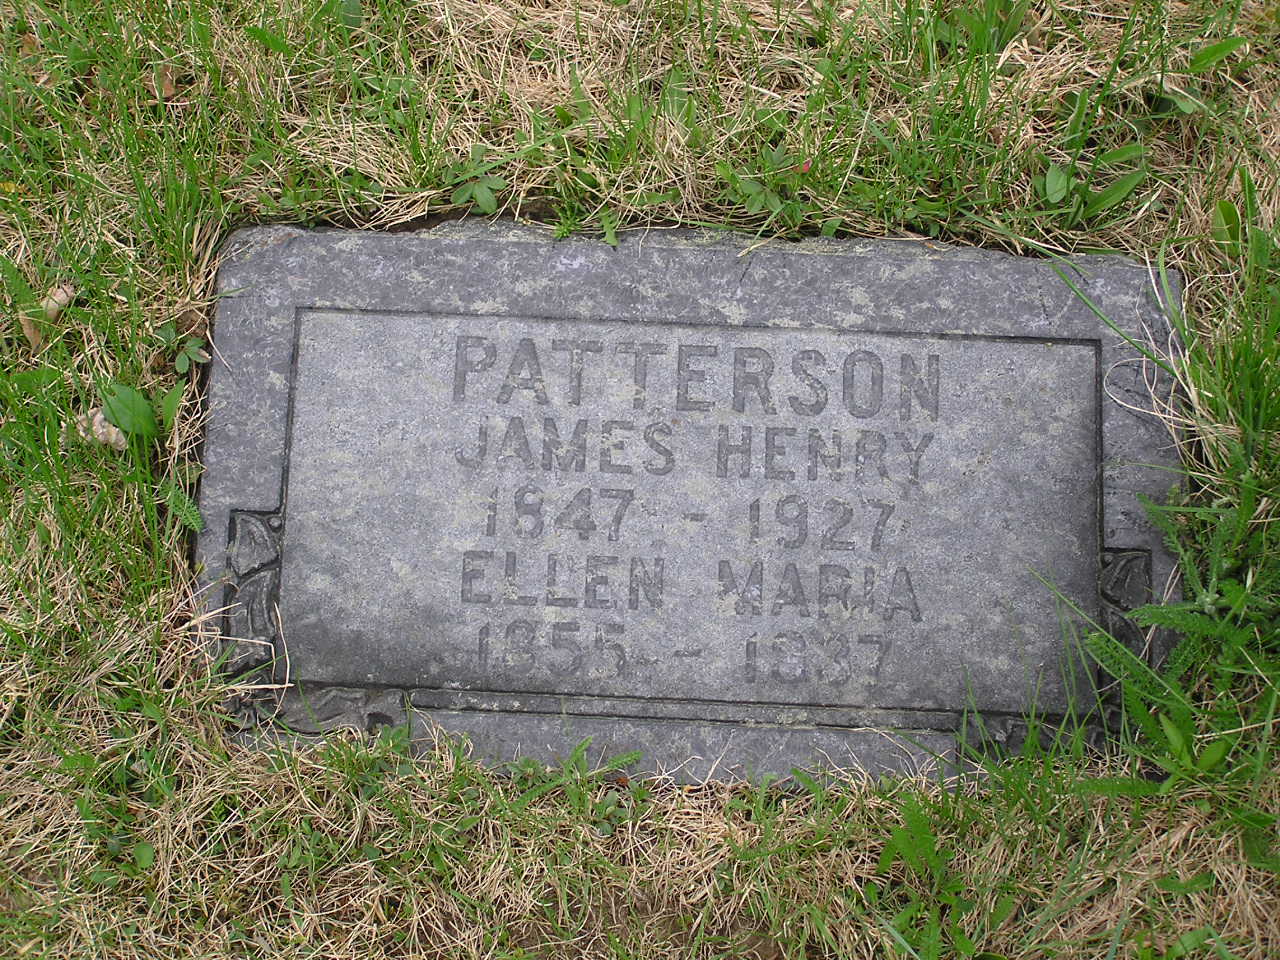 PATTERSON
JAMES HENRY
1847 - 1927
ELLEN MARIA
1855 - 1937